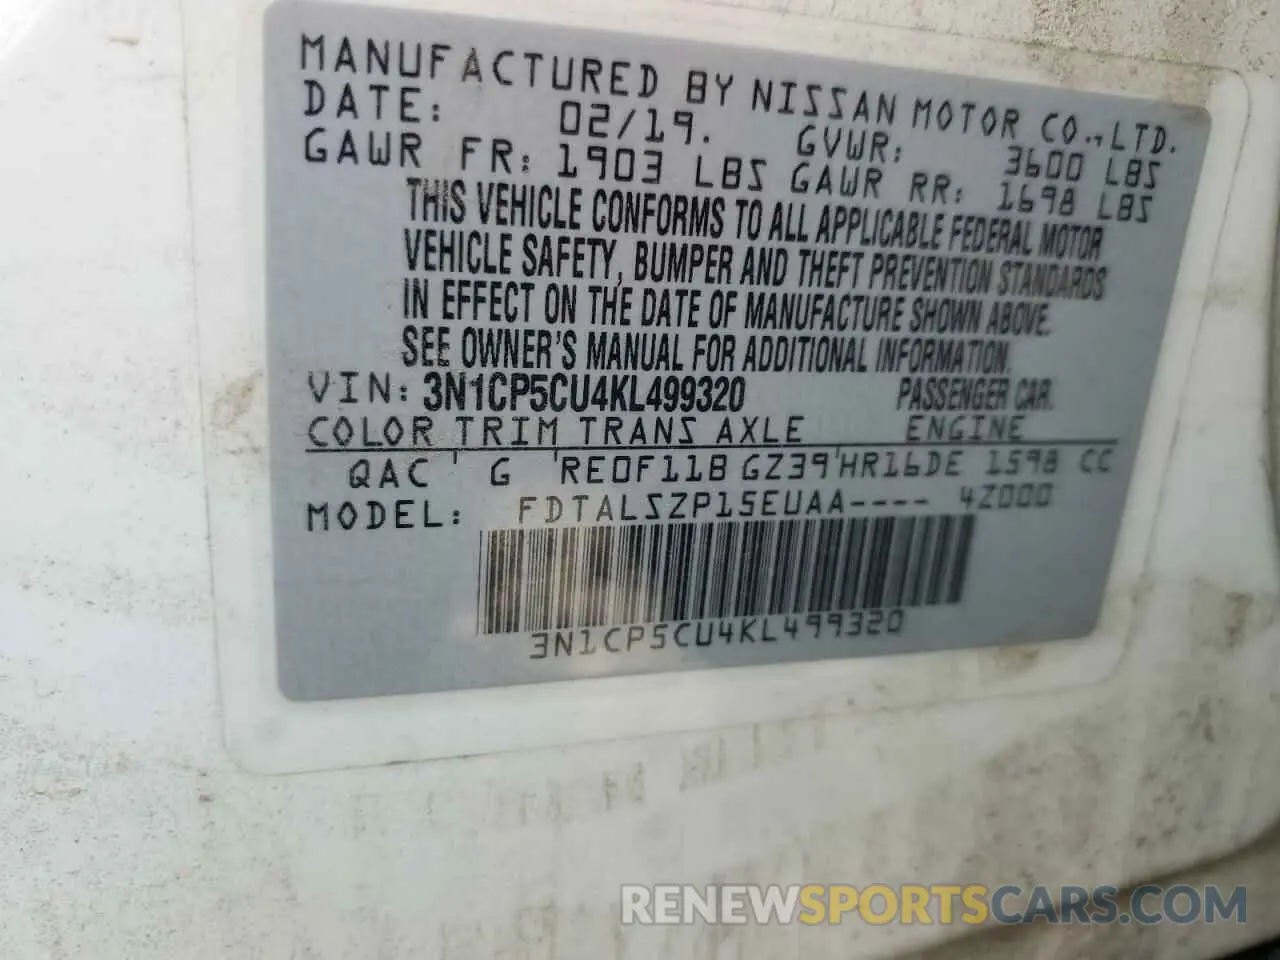 MANUFACTURED BY NISSAN MOTOR CO., LTD.
DATE: 02/19. GVWR: 3600 LBS
GAWR FR: 1903 LBS GAWR RR: 1698 LBS
THIS VEHICLE CONFORMS TO ALL APPLICABLE FEDERAL MOTOR
VEHICLE SAFETY, BUMPER AND THEFT PREVENTION STANDARDS
IN EFFECT ON THE DATE OF MANUFACTURE SHOWN ABOVE.
SEE OWNER'S MANUAL FOR ADDITIONAL INFORMATION.
VIN: 3N1CP5CU4KL499320 PASSENGER CAR.
COLOR TRIM TRANS AXLE ENGINE
QAC ' G ' RE0F11B GZ39'HR16DE 1598 CC
MODEL: FDTALSZP15EUAA---- 4Z000
3N1CP5CU4KL499320
RENEWSPORTSCARS.COM